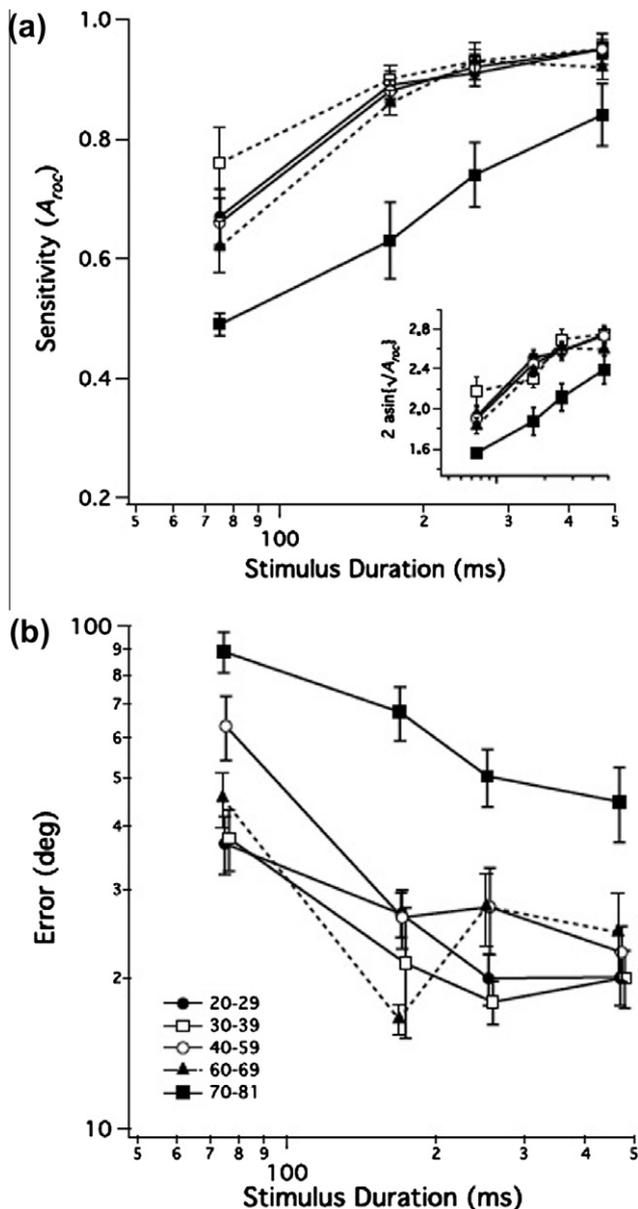 (a)
1.0
0.8
0.6
0.4
0.2
Sensitivity (Aroc)
5 6 7 8 9 100 2 3 4 5
Stimulus Duration (ms)
2.8
2.4
2.0
1.6
2 asin{√Aroc}
(b)
100
9
8
7
6
5
4
3
2
10
Error (deg)
20-29
30-39
40-59
60-69
70-81
5 6 7 8 9 100 2 3 4 5
Stimulus Duration (ms)